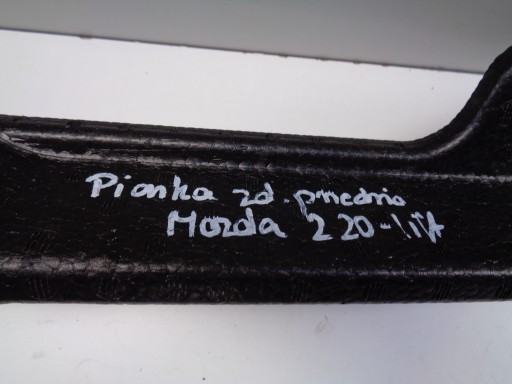 Pianka zd. przednia
Mazda 2 20-lift